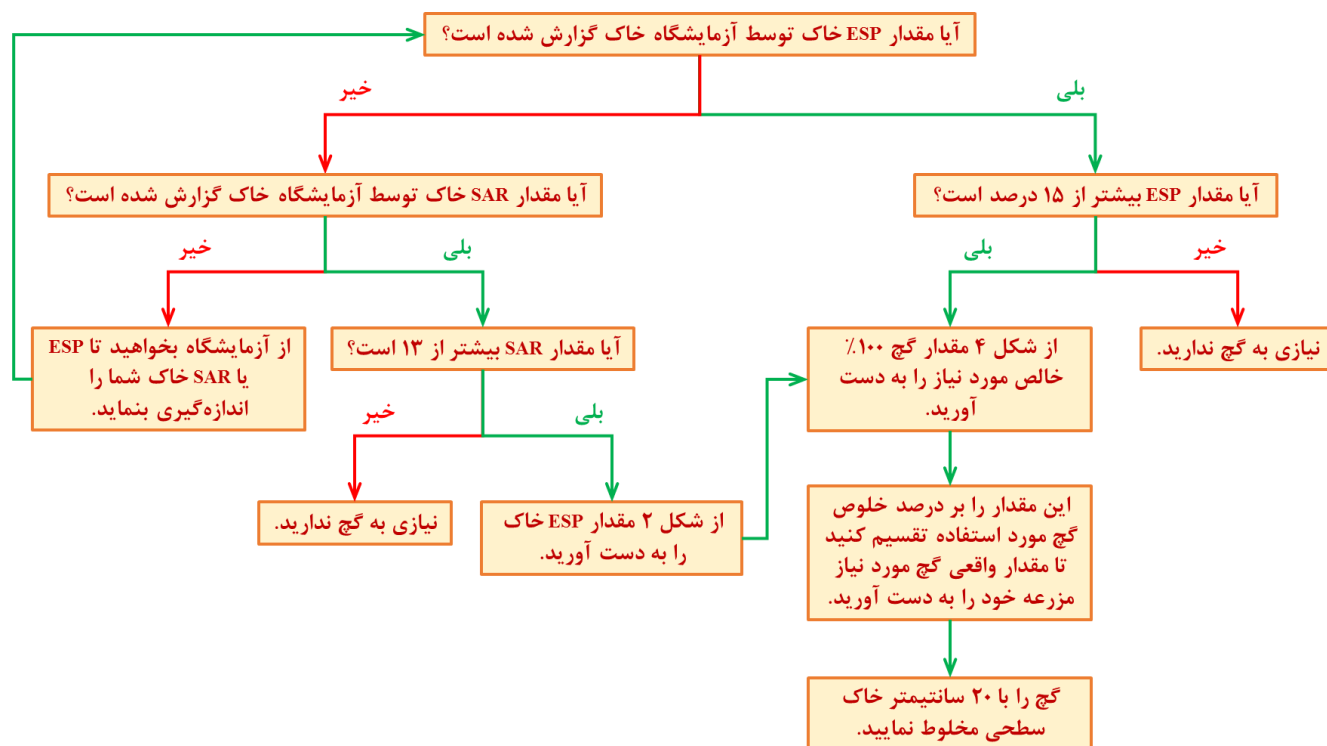 آیا مقدار ESP خاک توسط آزمایشگاه خاک گزارش شده است؟
خیر
بلی
آیا مقدار ESP بیشتر از ۱۵ درصد است؟
آیا مقدار SAR خاک توسط آزمایشگاه خاک گزارش شده است؟
خیر
بلی
بلی
خیر
نیازی به گچ ندارید.
از شکل ۴ مقدار گچ ۱۰۰٪
خالص مورد نیاز را به دست
آورید.
آیا مقدار SAR بیشتر از ۱۳ است؟
از آزمایشگاه بخواهید تا ESP
یا SAR خاک شما را
اندازه‌گیری بنماید.
خیر
بلی
نیازی به گچ ندارید.
از شکل ۲ مقدار ESP خاک
را به دست آورید.
این مقدار را بر درصد خلوص
گچ مورد استفاده تقسیم کنید
تا مقدار واقعی گچ مورد نیاز
مزرعه خود را به دست آورید.
گچ را با ۲۰ سانتیمتر خاک
سطحی مخلوط نمایید.